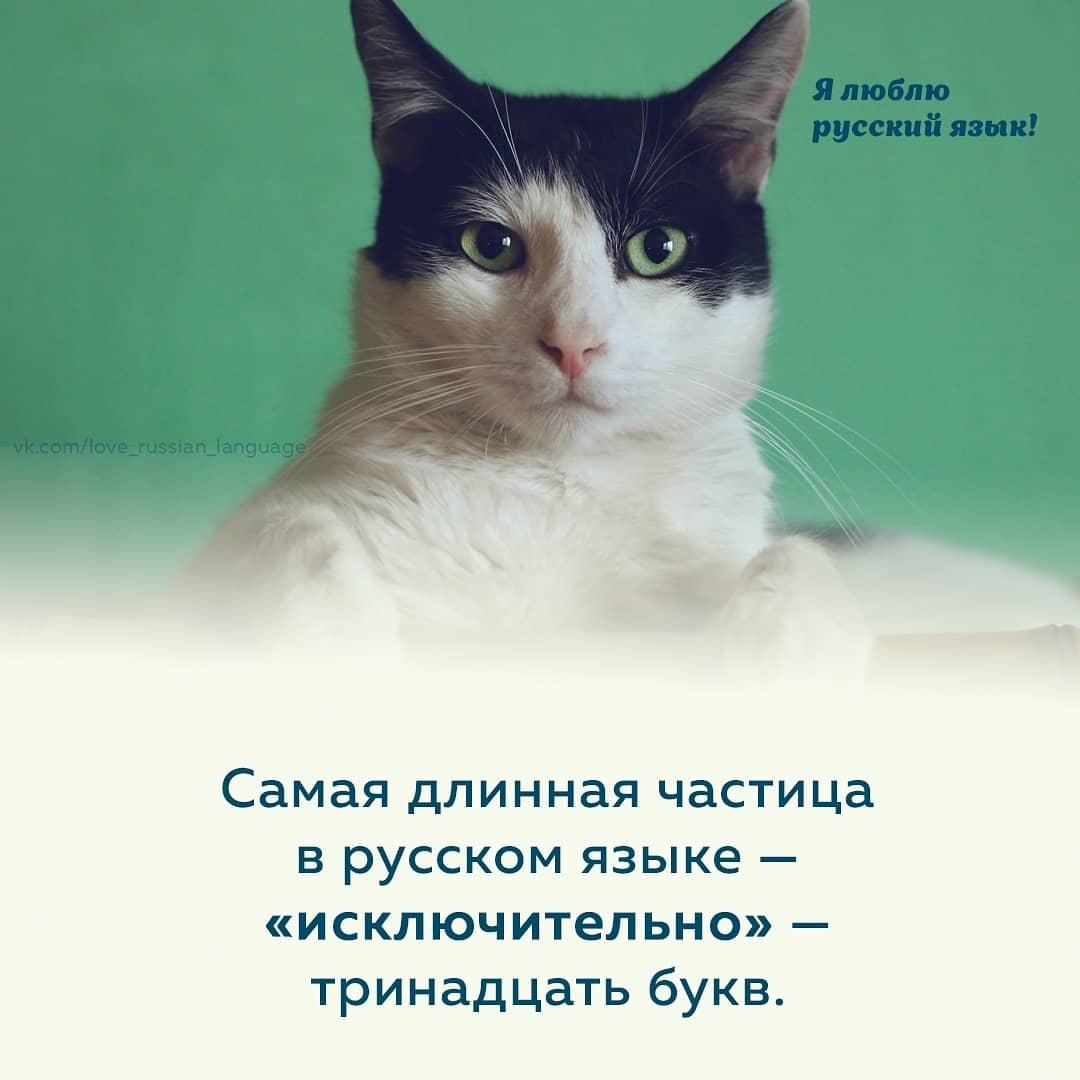 Я люблю
русский язык!
vk.com/love_russian_language
Самая длинная частица
в русском языке —
«исключительно» —
тринадцать букв.